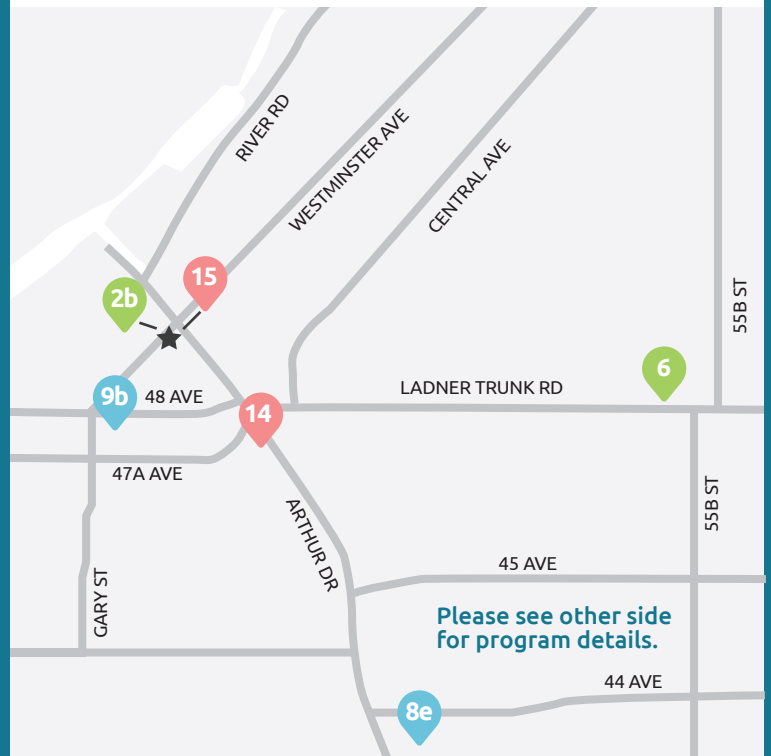 RIVER RD
WESTMINSTER AVE
CENTRAL AVE
15
2b
55B ST
6
LADNER TRUNK RD
9b
48 AVE
14
47A AVE
55B ST
ARTHUR DR
45 AVE
GARY ST
Please see other side
for program details.
44 AVE
8e